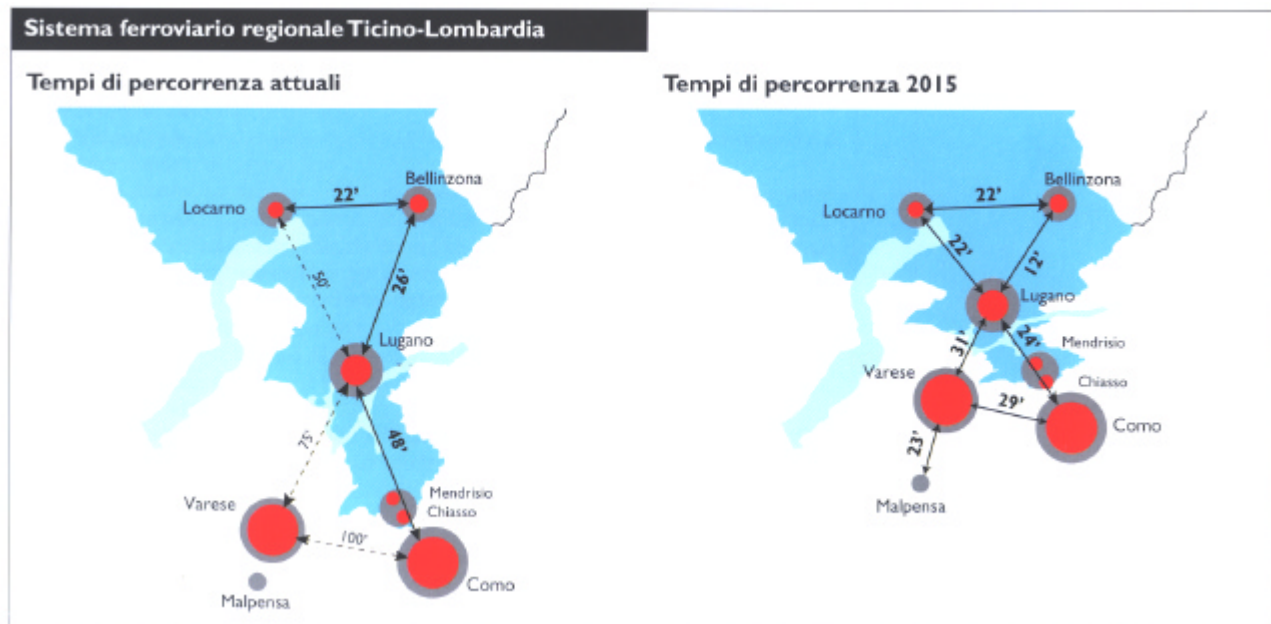 Sistema ferroviario regionale Ticino-Lombardia
Tempi di percorrenza attuali
Bellinzona
Locarno
22'
50'
26'
Lugano
75'
48'
Varese
Mendrisio
Chiasso
100'
Como
Malpensa
Tempi di percorrenza 2015
Bellinzona
Locarno
22'
22'
12'
Lugano
31'
24'
Mendrisio
Varese
Chiasso
29'
Como
23'
Malpensa